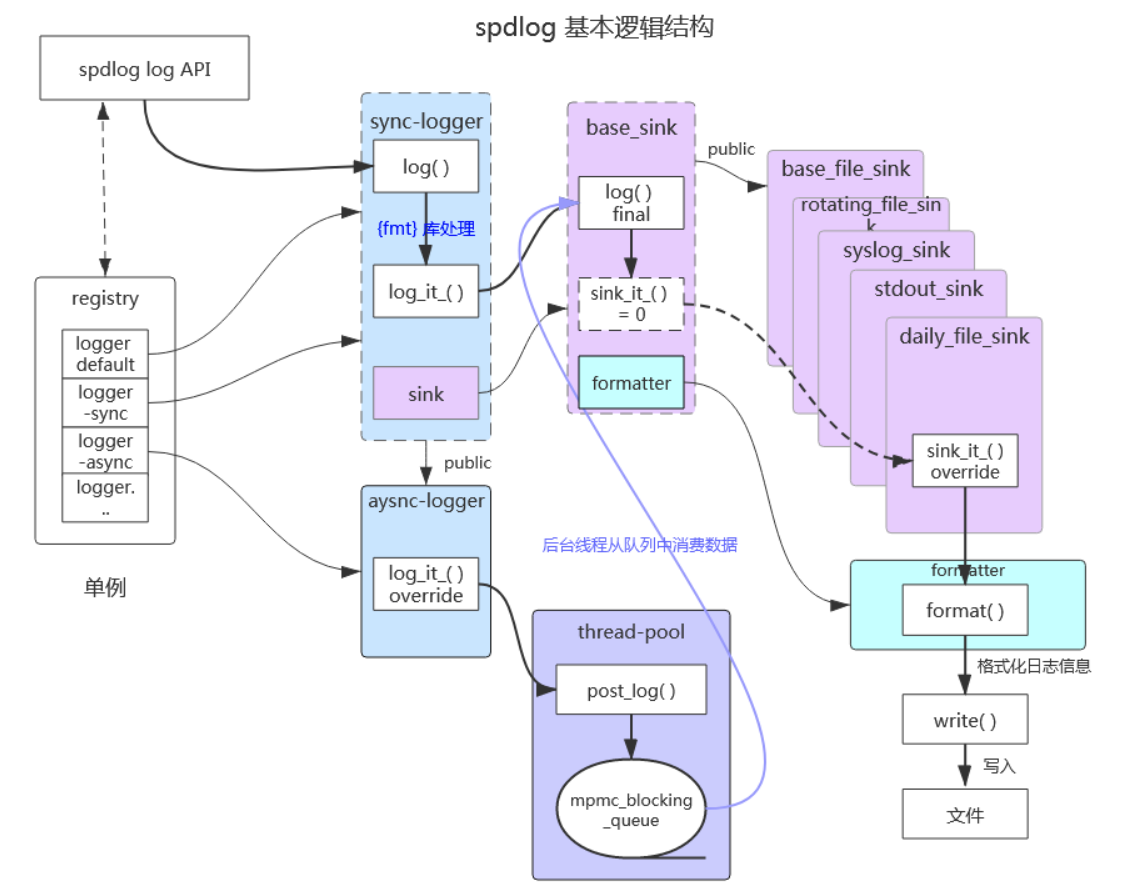 spdlog 基本逻辑结构
spdlog log API
sync-logger
log( )
{fmt} 库处理
log_it_( )
sink
public
base_sink
log( )
final
sink_it_( )
= 0
formatter
public
base_file_sink
rotating_file_sin
k
syslog_sink
stdout_sink
daily_file_sink
sink_it_( )
override
registry
logger
default
logger
-sync
logger
-async
logger.
..
单例
aysnc-logger
log_it_( )
override
后台线程从队列中消费数据
thread-pool
post_log( )
mpmc_blocking
_queue
formatter
format( )
格式化日志信息
write( )
写入
文件